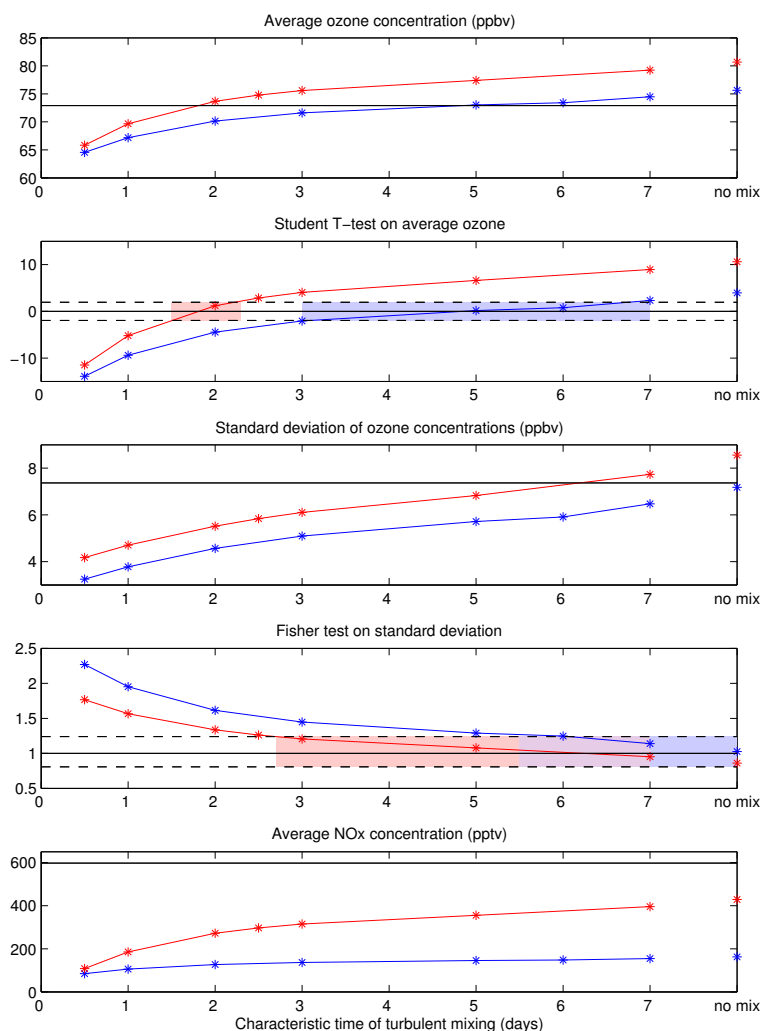 Average ozone concentration (ppbv)
85
80
75
70
65
60
0 1 2 3 4 5 6 7 no mix
Student T−test on average ozone
10
0
−10
0 1 2 3 4 5 6 7 no mix
Standard deviation of ozone concentrations (ppbv)
8
6
4
0 1 2 3 4 5 6 7 no mix
Fisher test on standard deviation
2.5
2
1.5
1
0.5
0 1 2 3 4 5 6 7 no mix
Average NOx concentration (pptv)
600
400
200
0
0 1 2 3 4 5 6 7 no mix
Characteristic time of turbulent mixing (days)